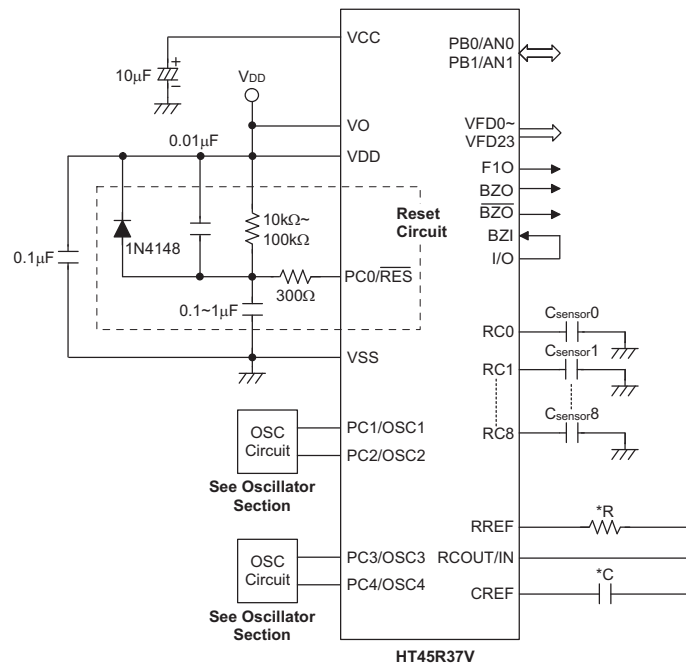 VCC
PB0/AN0
PB1/AN1
+
10µF
−
VDD
VO
VFD0~
VFD23
0.01µF
VDD
F1O
BZO
BZO
BZI
I/O
Reset
Circuit
10kΩ~
100kΩ
1N4148
0.1µF
PC0/RES
300Ω
0.1~1µF
VSS
RC0
Csensor0
RC1
Csensor1
RC8
Csensor8
OSC
Circuit
PC1/OSC1
PC2/OSC2
See Oscillator
Section
RREF
*R
RCOUT/IN
CREF
*C
OSC
Circuit
PC3/OSC3
PC4/OSC4
See Oscillator
Section
HT45R37V